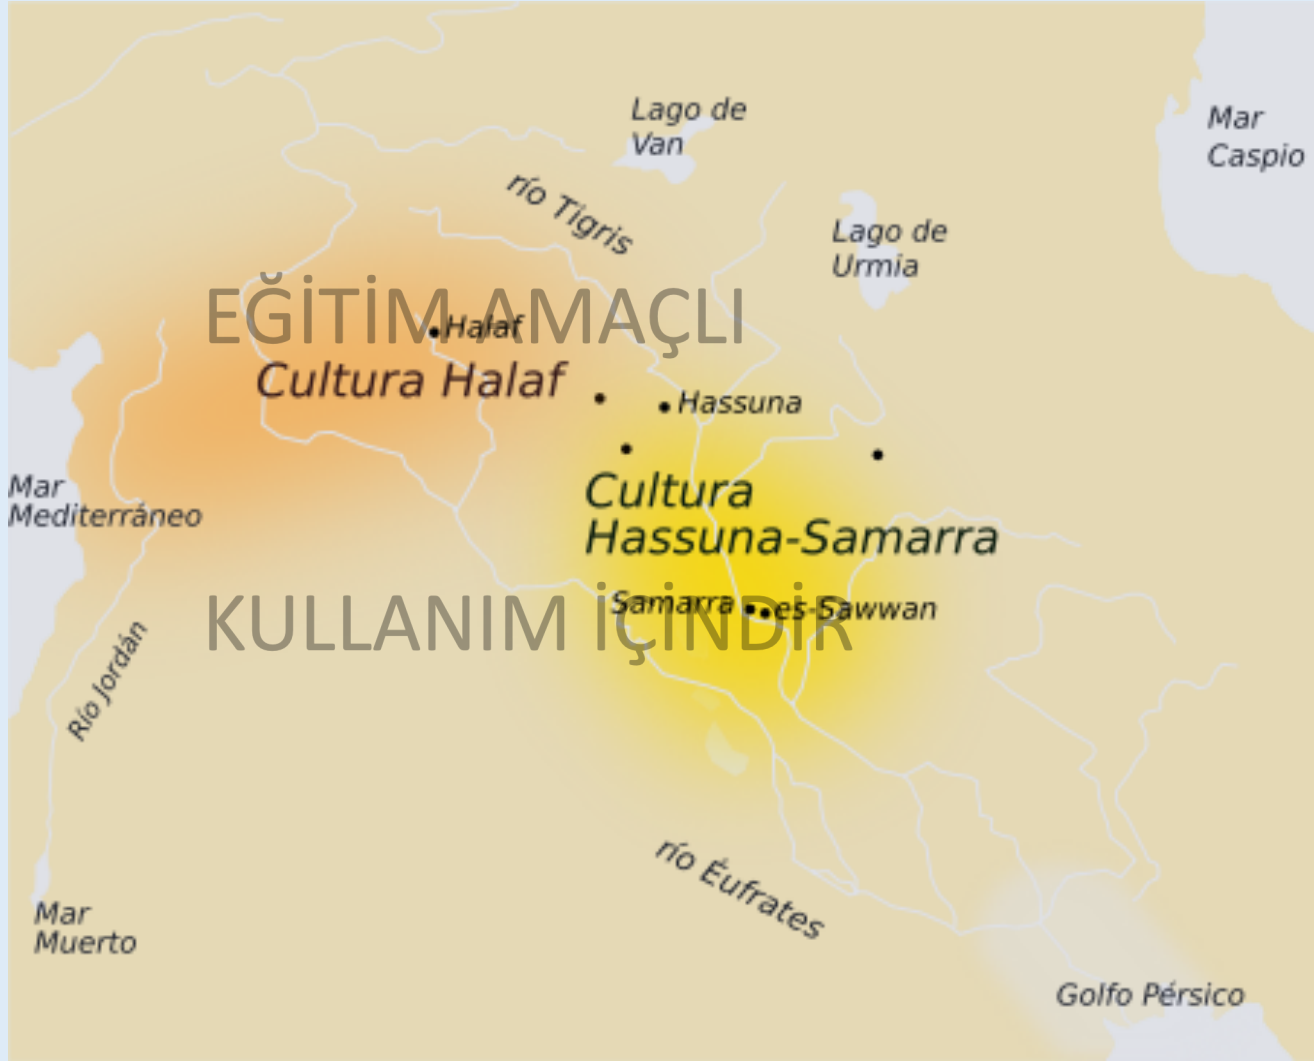 Lago de
Van
Mar
Caspio
río Tigris
Lago de
Urmia
EĞİTİM AMAÇLI
Halaf
Cultura Halaf
Hassuna
Mar
Mediterráneo
Cultura
Hassuna-Samarra
Samarra
es-Sawwan
KULLANIM İÇİNDİR
Río Jordán
río Éufrates
Mar
Muerto
Golfo Pérsico